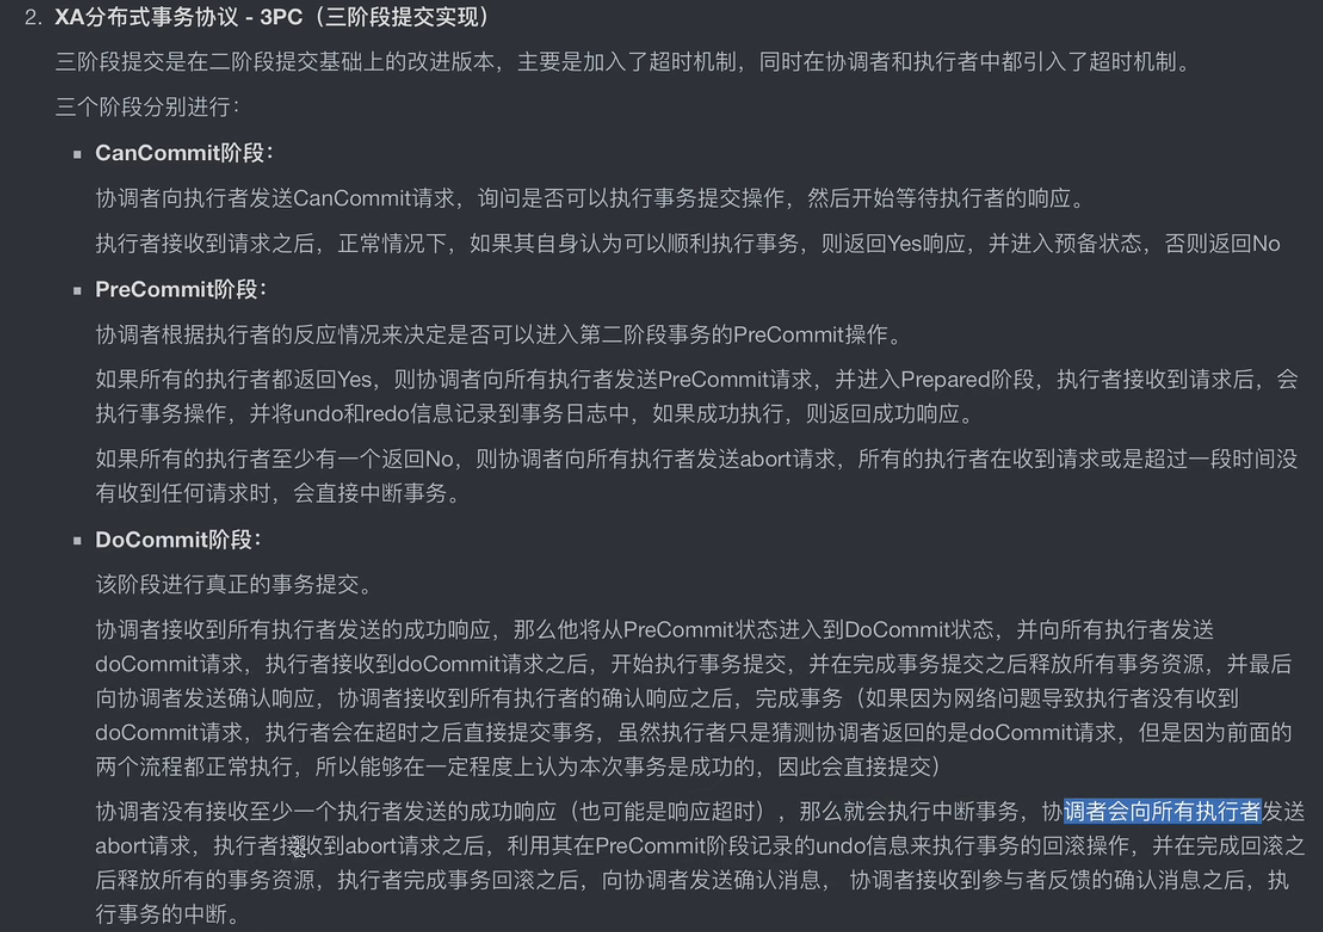 2. XA分布式事务协议 - 3PC（三阶段提交实现）
三阶段提交是在二阶段提交基础上的改进版本，主要是加入了超时机制，同时在协调者和执行者中都引入了超时机制。
三个阶段分别进行：
▪ CanCommit阶段：
协调者向执行者发送CanCommit请求，询问是否可以执行事务提交操作，然后开始等待执行者的响应。
执行者接收到请求之后，正常情况下，如果其自身认为可以顺利执行事务，则返回Yes响应，并进入预备状态，否则返回No
▪ PreCommit阶段：
协调者根据执行者的反应情况来决定是否可以进入第二阶段事务的PreCommit操作。
如果所有的执行者都返回Yes，则协调者向所有执行者发送PreCommit请求，并进入Prepared阶段，执行者接收到请求后，会
执行事务操作，并将undo和redo信息记录到事务日志中，如果成功执行，则返回成功响应。
如果所有的执行者至少有一个返回No，则协调者向所有执行者发送abort请求，所有的执行者在收到请求或是超过一段时间没
有收到任何请求时，会直接中断事务。
▪ DoCommit阶段：
该阶段进行真正的事务提交。
协调者接收到所有执行者发送的成功响应，那么他将从PreCommit状态进入到DoCommit状态，并向所有执行者发送
doCommit请求，执行者接收到doCommit请求之后，开始执行事务提交，并在完成事务提交之后释放所有事务资源，并最后
向协调者发送确认响应，协调者接收到所有执行者的确认响应之后，完成事务（如果因为网络问题导致执行者没有收到
doCommit请求，执行者会在超时之后直接提交事务，虽然执行者只是猜测协调者返回的是doCommit请求，但是因为前面的
两个流程都正常执行，所以能够在一定程度上认为本次事务是成功的，因此会直接提交）
协调者没有接收至少一个执行者发送的成功响应（也可能是响应超时），那么就会执行中断事务，协调者会向所有执行者发送
abort请求，执行者接收到abort请求之后，利用其在PreCommit阶段记录的undo信息来执行事务的回滚操作，并在完成回滚之
后释放所有的事务资源，执行者完成事务回滚之后，向协调者发送确认消息， 协调者接收到参与者反馈的确认消息之后，执
行事务的中断。